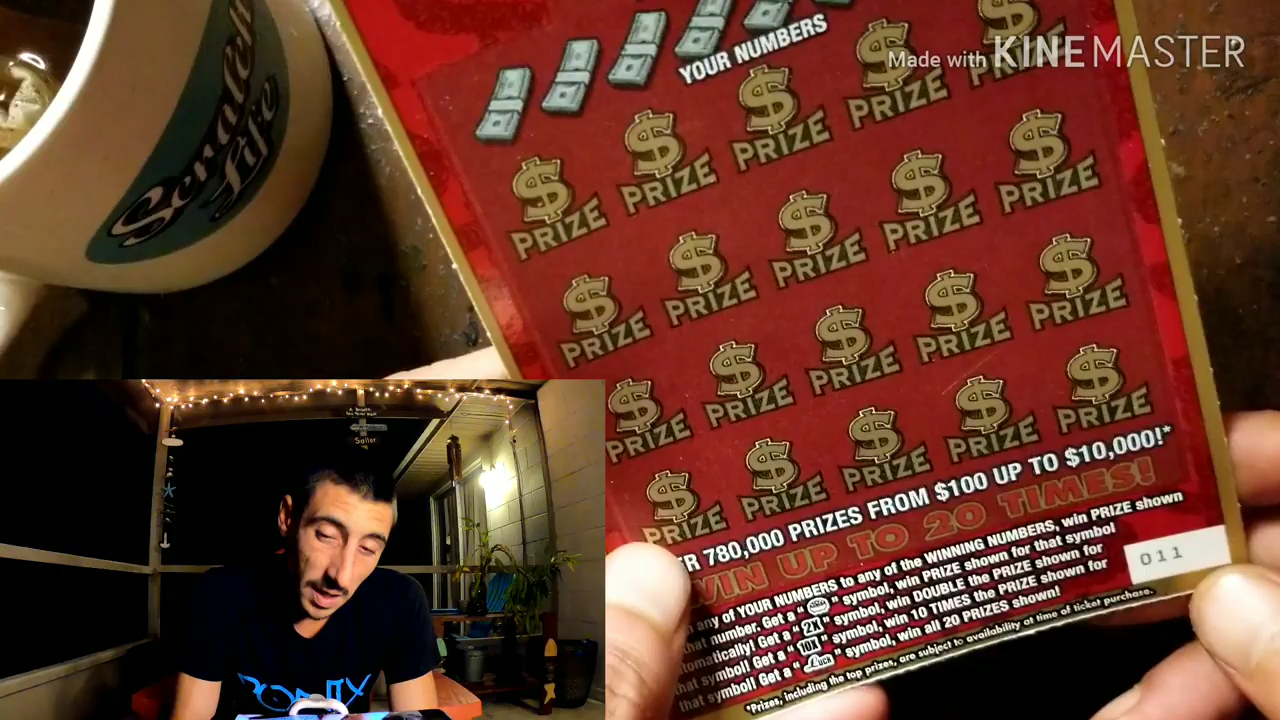 Made with KINEMASTER
Scratch
Life
YOUR NUMBERS
$ $ $ $ $
PRIZE PRIZE PRIZE PRIZE PRIZE
$ $ $ $ $
PRIZE PRIZE PRIZE PRIZE PRIZE
$ $ $ $ $
PRIZE PRIZE PRIZE PRIZE PRIZE
$ $ $ $ $
PRIZE PRIZE PRIZE PRIZE PRIZE
ER 780,000 PRIZES FROM $100 UP TO $10,000!*
WIN UP TO 20 TIMES!
any of YOUR NUMBERS to any of the WINNING NUMBERS, win PRIZE shown
that number. Get a " " symbol, win PRIZE shown for that symbol
tomatically! Get a "2X" symbol, win DOUBLE the PRIZE shown for
that symbol! Get a "10X" symbol, win 10 TIMES the PRIZE shown for
that symbol! Get a "LUCK" symbol, win all 20 PRIZES shown!
*Prizes, including the top prizes, are subject to availability at time of ticket purchase.
011
Sailor